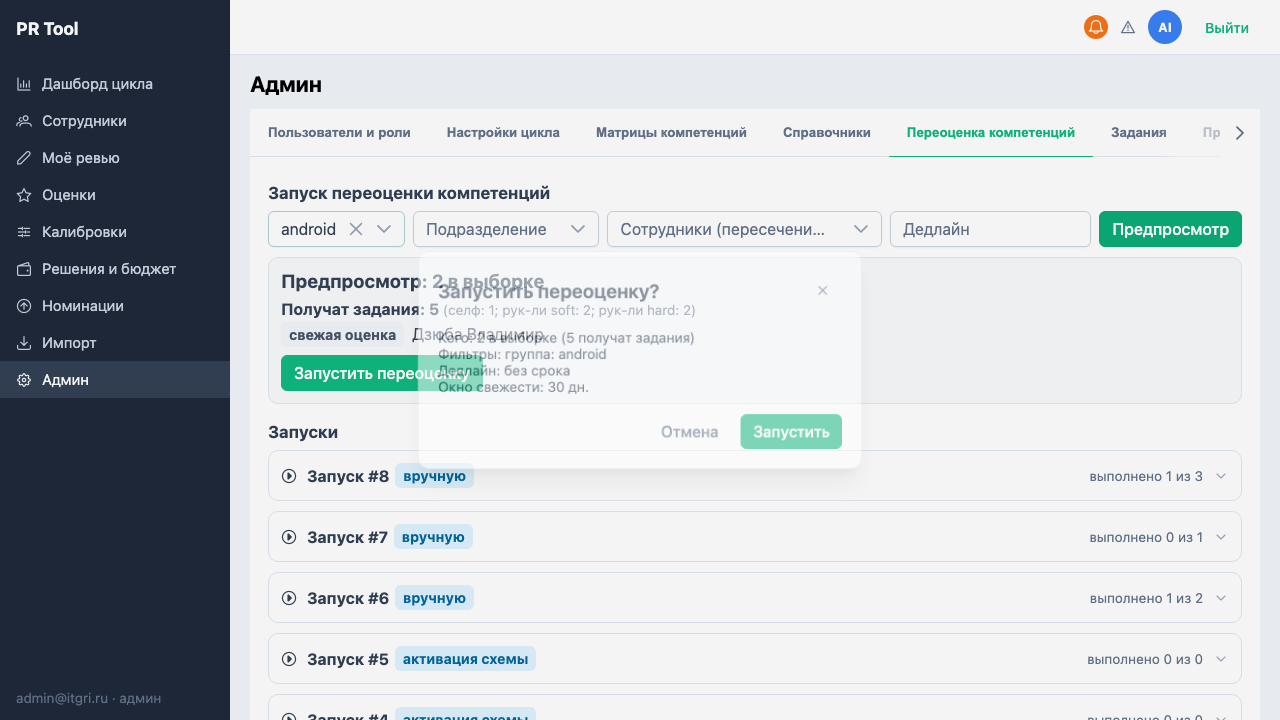 PR Tool
AI
Выйти
Дашборд цикла
Сотрудники
Моё ревью
Оценки
Калибровки
Решения и бюджет
Номинации
Импорт
Админ
admin@itgri.ru · админ
Админ
Пользователи и роли
Настройки цикла
Матрицы компетенций
Справочники
Переоценка компетенций
Задания
Пр
Запуск переоценки компетенций
android
Подразделение
Сотрудники (пересечени...
Дедлайн
Предпросмотр
Предпросмотр: 2 в выборке
Получат задания: 5 (селф: 1; рук-ли soft: 2; рук-ли hard: 2)
свежая оценка Дзюба Владимир
Запустить переоценку
Запустить переоценку?
Кого: 2 в выборке (5 получат задания)
Фильтры: группа: android
Дедлайн: без срока
Окно свежести: 30 дн.
Отмена
Запустить
Запуски
Запуск #8 вручную выполнено 1 из 3
Запуск #7 вручную выполнено 0 из 1
Запуск #6 вручную выполнено 1 из 2
Запуск #5 активация схемы выполнено 0 из 0
Запуск #4 активация схемы выполнено 0 из 0